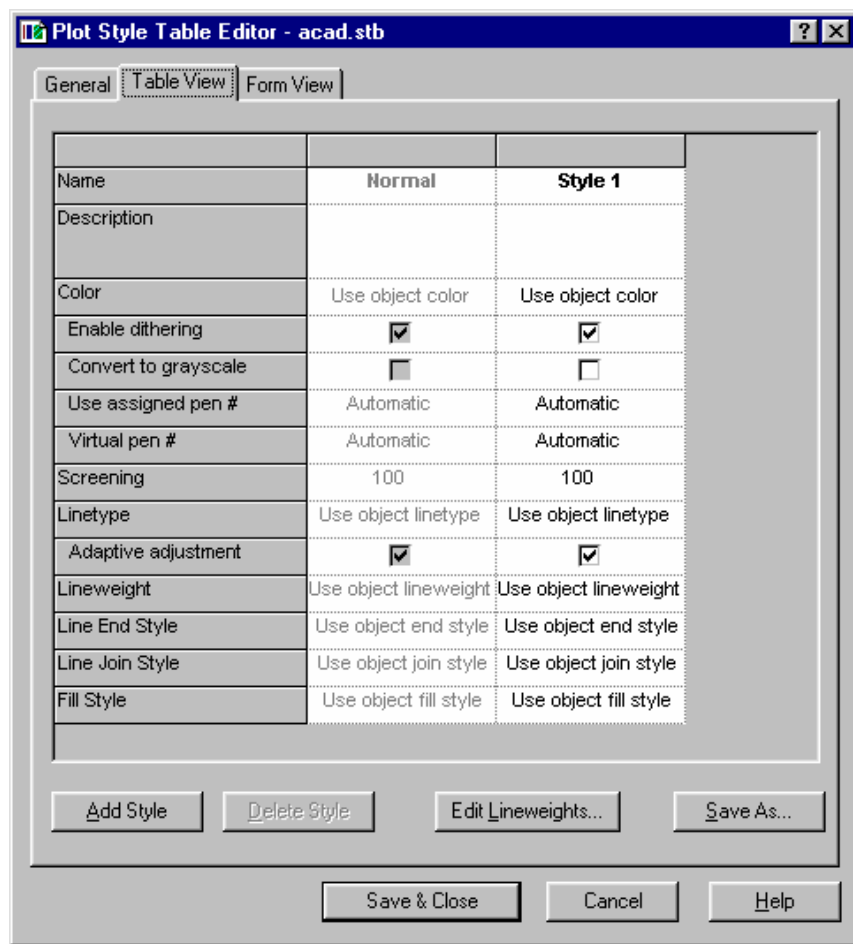 Plot Style Table Editor - acad.stb
General Table View Form View
Name Normal Style 1
Description
Color Use object color Use object color
Enable dithering
Convert to grayscale
Use assigned pen # Automatic Automatic
Virtual pen # Automatic Automatic
Screening 100 100
Linetype Use object linetype Use object linetype
Adaptive adjustment
Lineweight Use object lineweight Use object lineweight
Line End Style Use object end style Use object end style
Line Join Style Use object join style Use object join style
Fill Style Use object fill style Use object fill style
Add Style Delete Style Edit Lineweights... Save As...
Save & Close Cancel Help